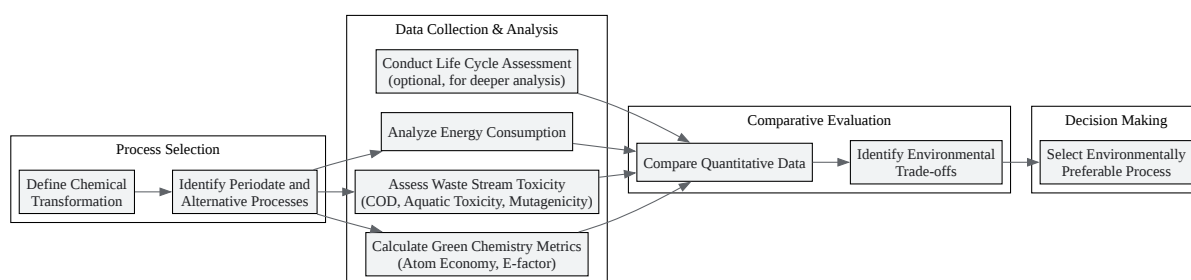 Process Selection
Define Chemical
Transformation
Identify Periodate and
Alternative Processes
Data Collection & Analysis
Conduct Life Cycle Assessment
(optional, for deeper analysis)
Analyze Energy Consumption
Assess Waste Stream Toxicity
(COD, Aquatic Toxicity, Mutagenicity)
Calculate Green Chemistry Metrics
(Atom Economy, E-factor)
Comparative Evaluation
Compare Quantitative Data
Identify Environmental
Trade-offs
Decision Making
Select Environmentally
Preferable Process